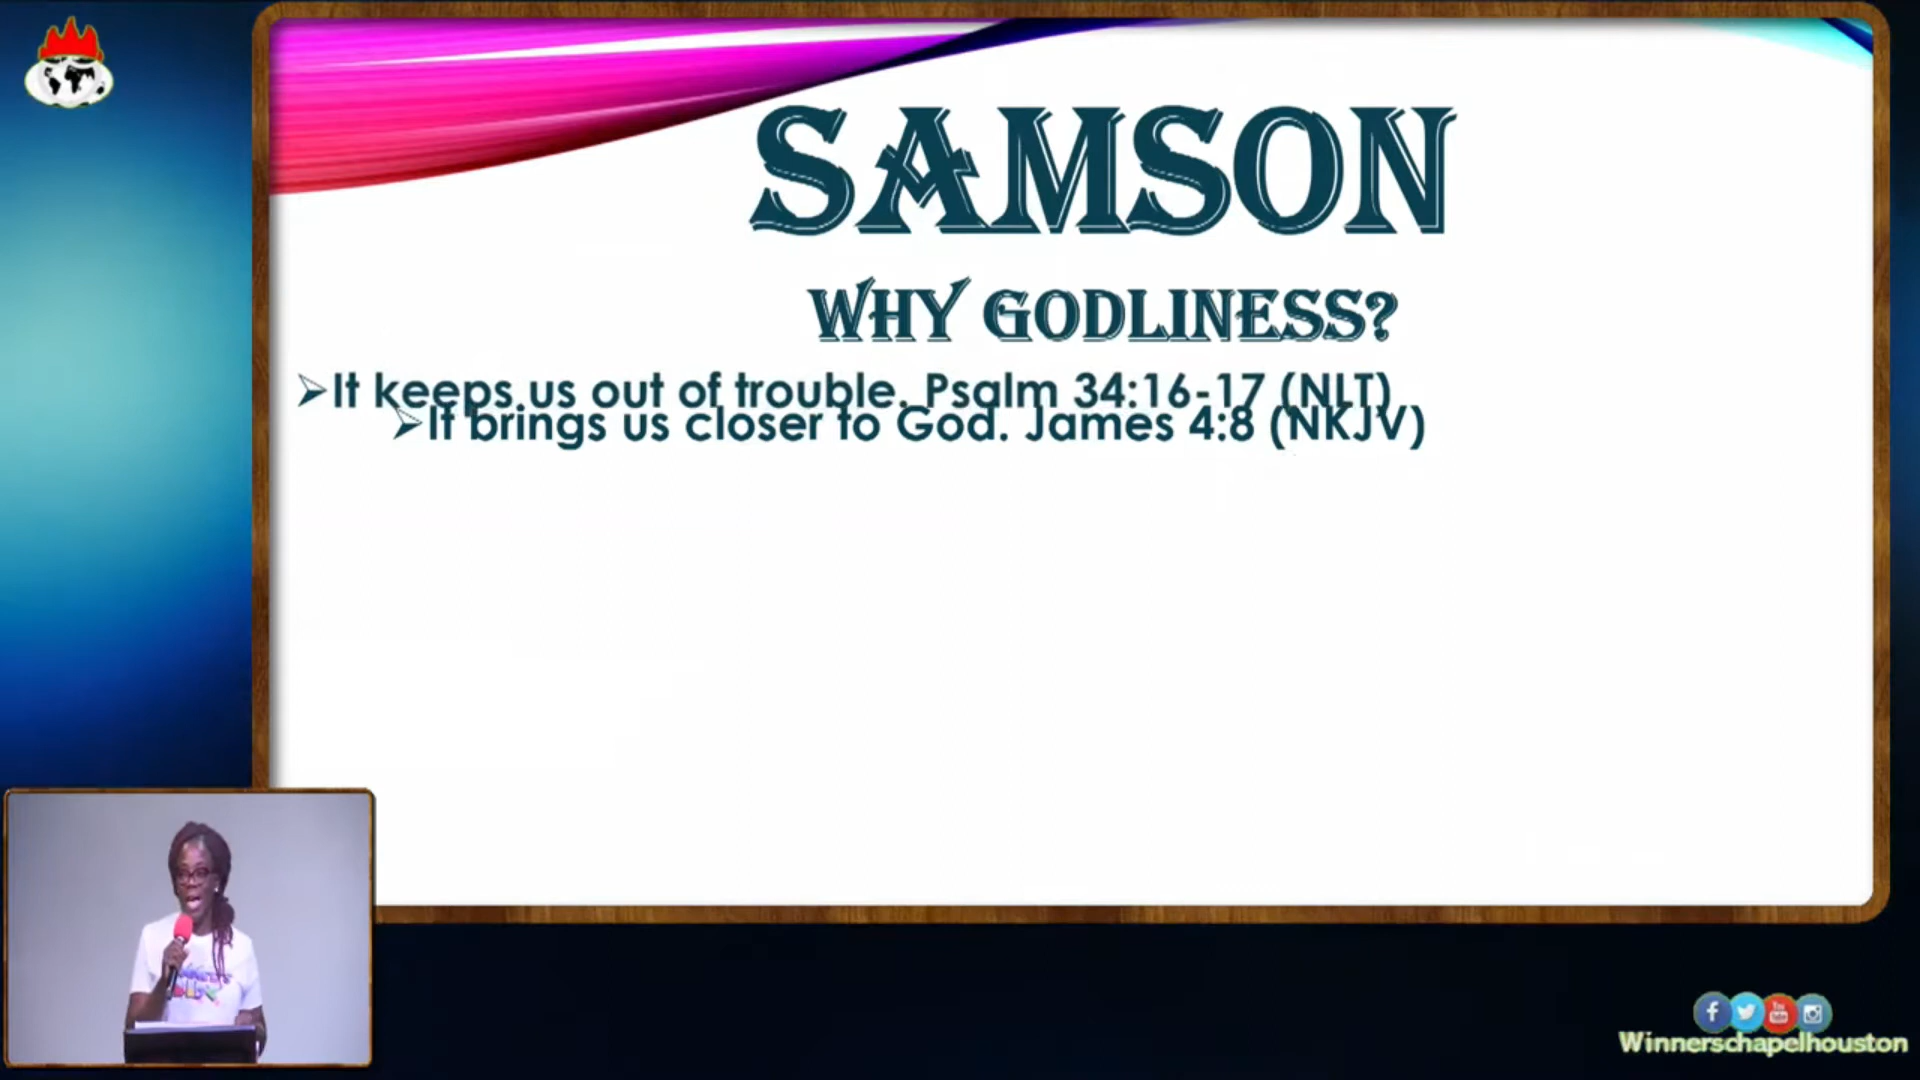 SAMSON
WHY GODLINESS?
➢It keeps us out of trouble. Psalm 34:16-17 (NLT)
➢It brings us closer to God. James 4:8 (NKJV)
You
Winnerschapelhouston